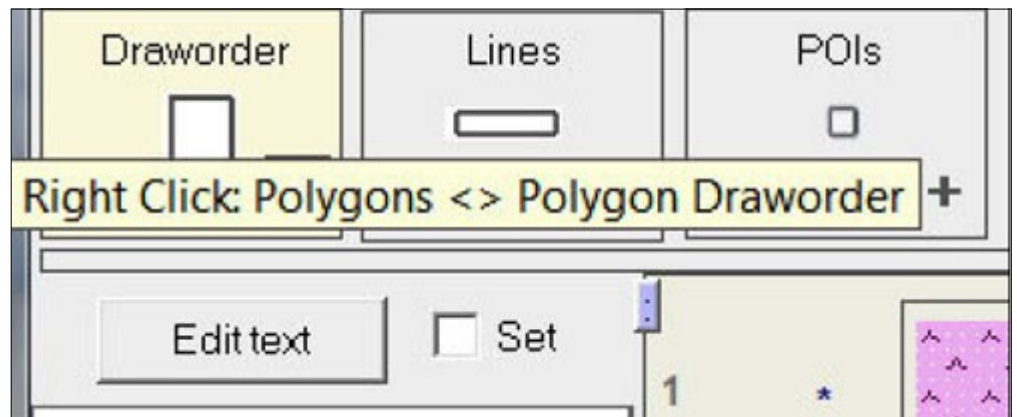 Draworder Lines POIs
Right Click: Polygons <> Polygon Draworder +
Edit text Set
1 *